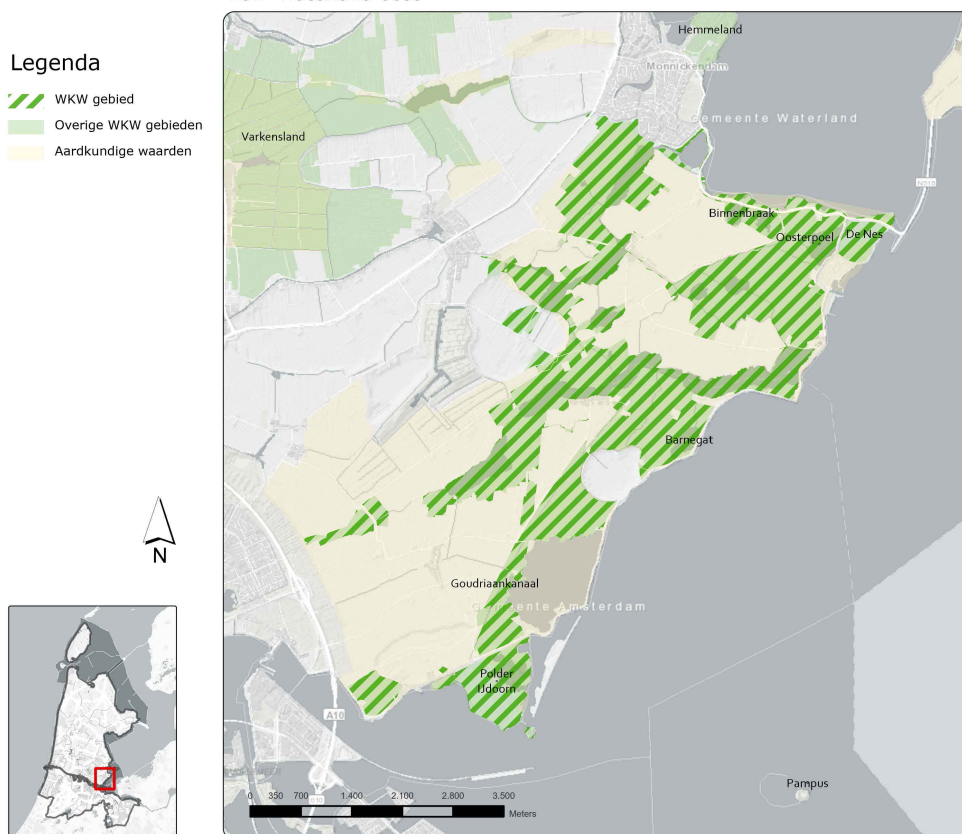 Legenda
WKW gebied
Overige WKW gebieden
Aardkundige waarden
N
Hemmeland
Monnickendam
Gemeente Waterland
Varkensland
N518
Binnenbraak
Oosterpoel
De Nes
Barnegat
Goudriaankanaal
Gemeente Amsterdam
Polder
IJdoorn
A10
Pampus
0 350 700 1.400 2.100 2.800 3.500
Meters